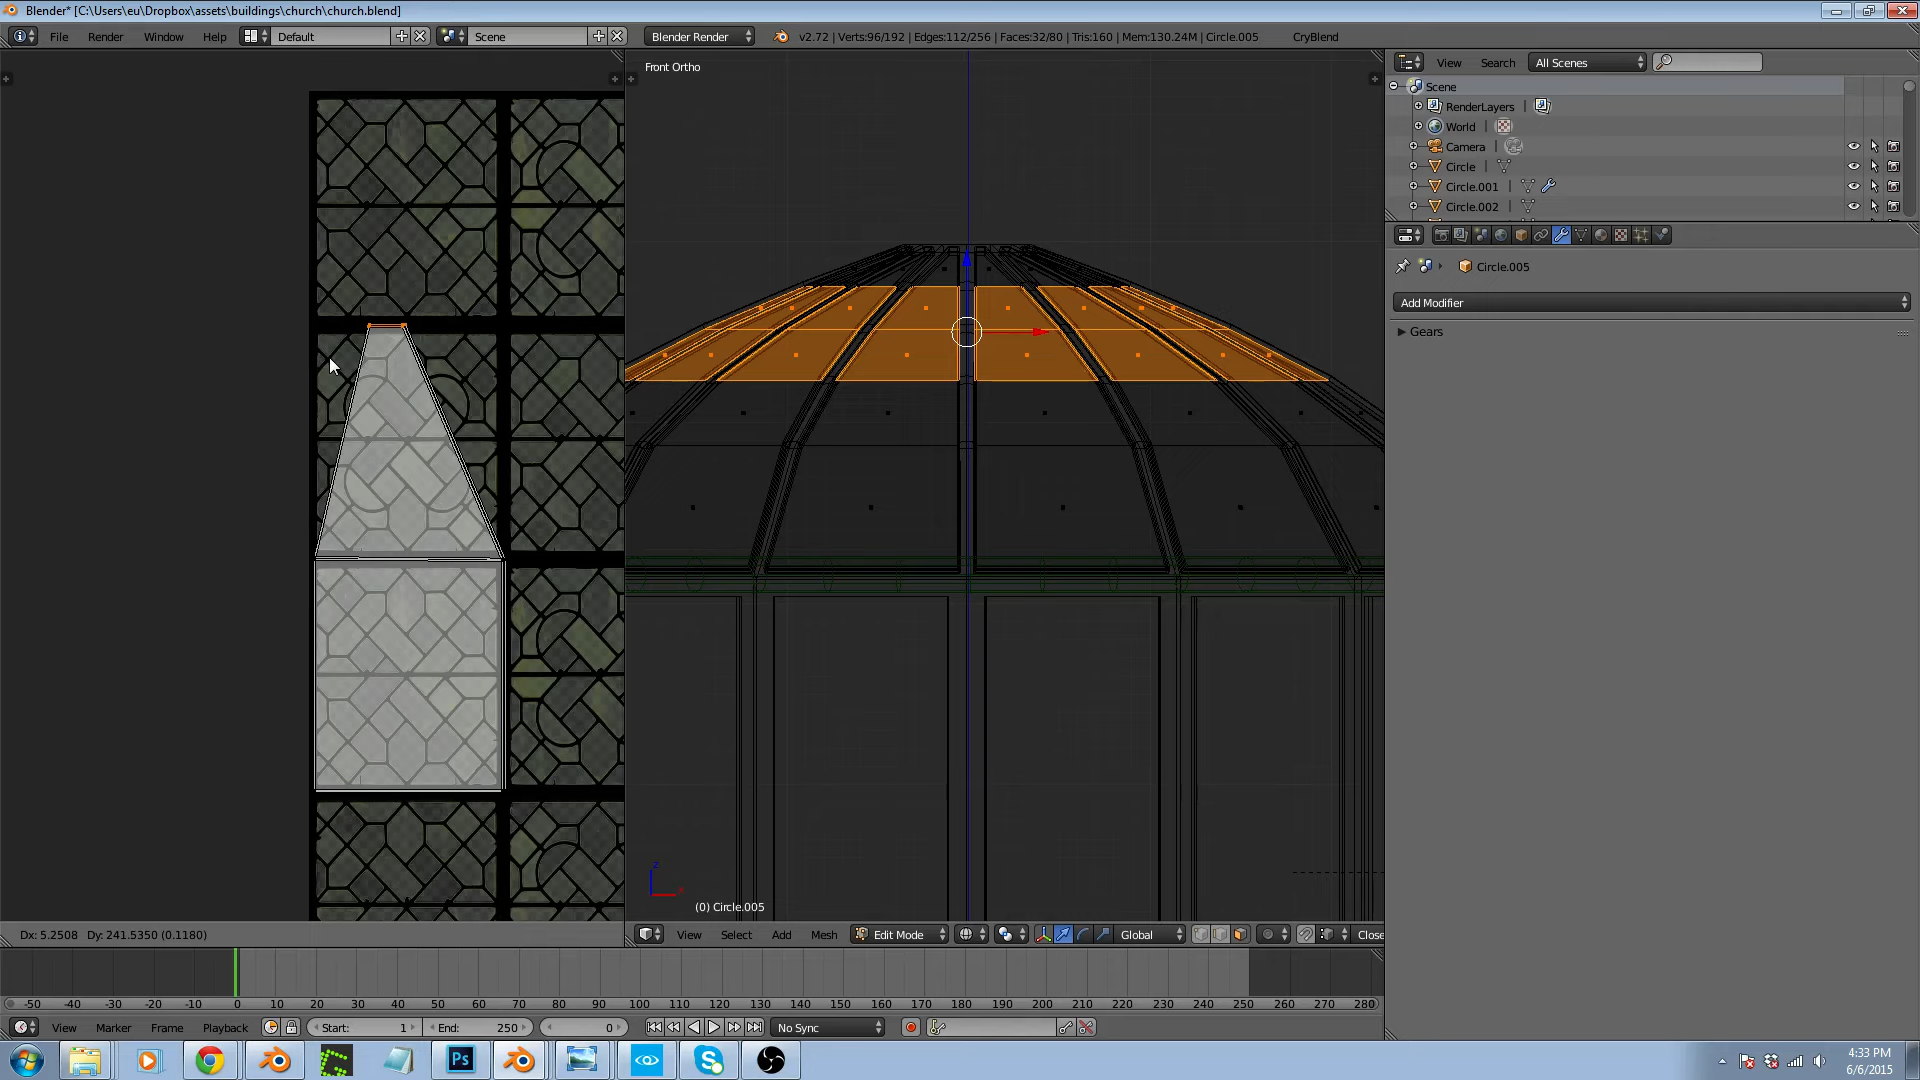 Blender* [C:\Users\eu\Dropbox\assets\buildings\church\church.blend]
File Render Window Help Default Scene Blender Render v2.72 | Verts:96/192 | Edges:112/256 | Faces:32/80 | Tris:160 | Mem:130.24M | Circle.005 CryBlend
Front Ortho
View Search All Scenes
Scene
RenderLayers
World
Camera
Circle
Circle.001
Circle.002
Circle.005
Add Modifier
Gears
z
x
(0) Circle.005
Dx: 5.2508 Dy: 241.5350 (0.1180)
View Select Add Mesh Edit Mode Global Close
-50 -40 -30 -20 -10 0 10 20 30 40 50 60 70 80 90 100 110 120 130 140 150 160 170 180 190 200 210 220 230 240 250 260 270 280
View Marker Frame Playback Start: 1 End: 250 0 No Sync
Ps
4:33 PM
6/6/2015